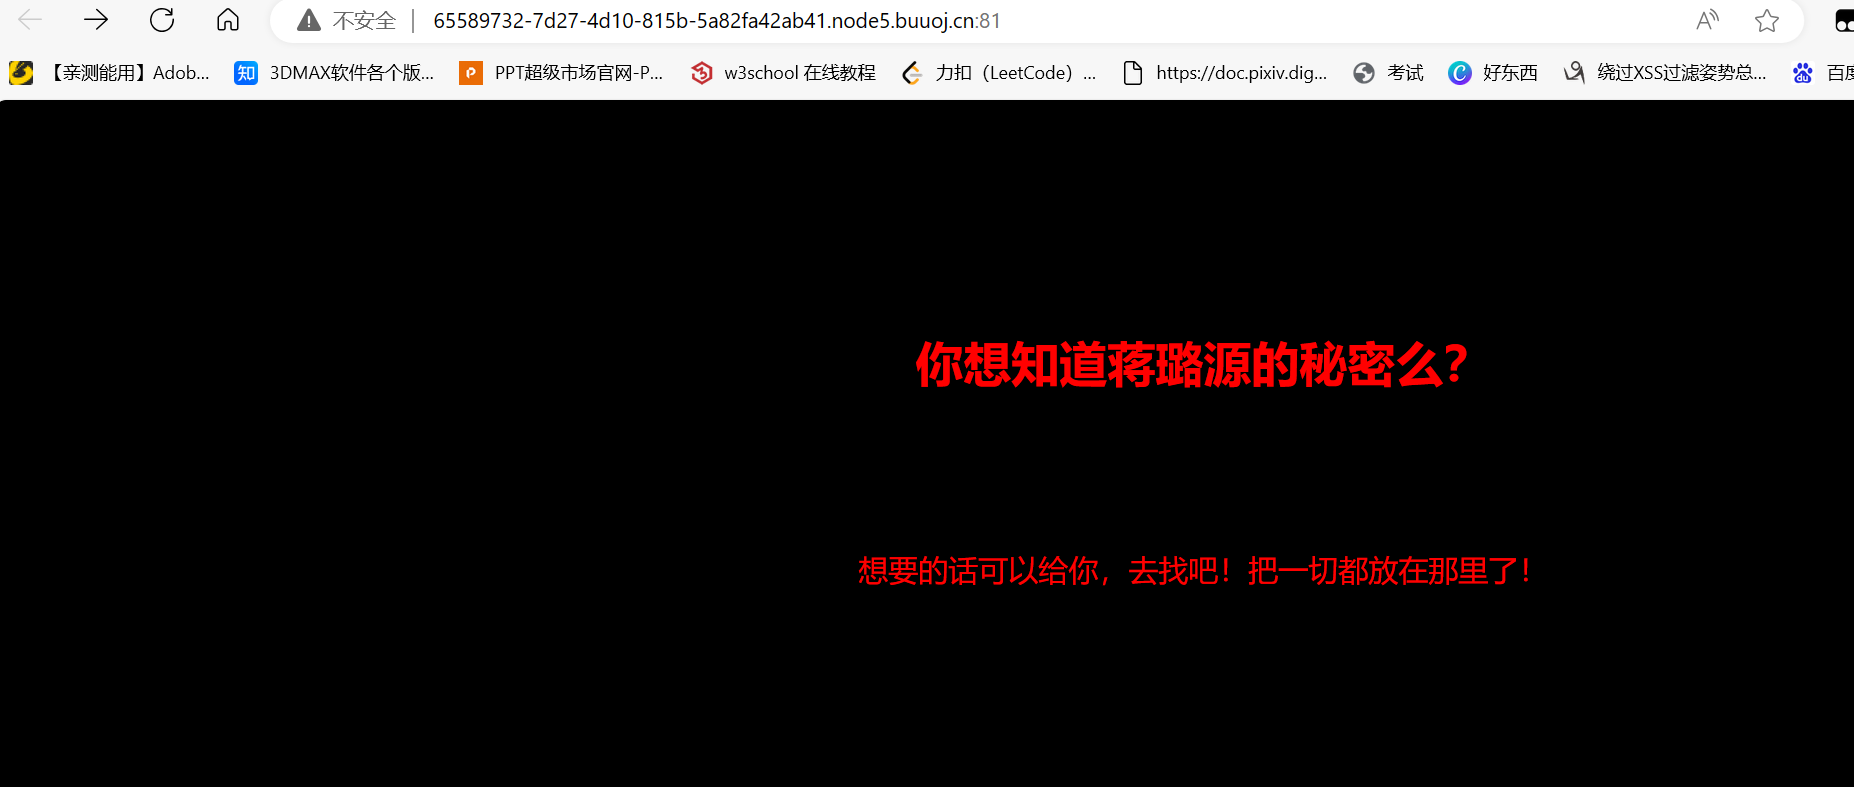 不安全 | 65589732-7d27-4d10-815b-5a82fa42ab41.node5.buuoj.cn:81
【亲测能用】Adob... 知 3DMAX软件各个版... P PPT超级市场官网-P... w3school 在线教程 力扣（LeetCode）... https://doc.pixiv.dig... 考试 C 好东西 绕过XSS过滤姿势总... du 百度
你想知道蒋璐源的秘密么？
想要的话可以给你，去找吧！把一切都放在那里了！